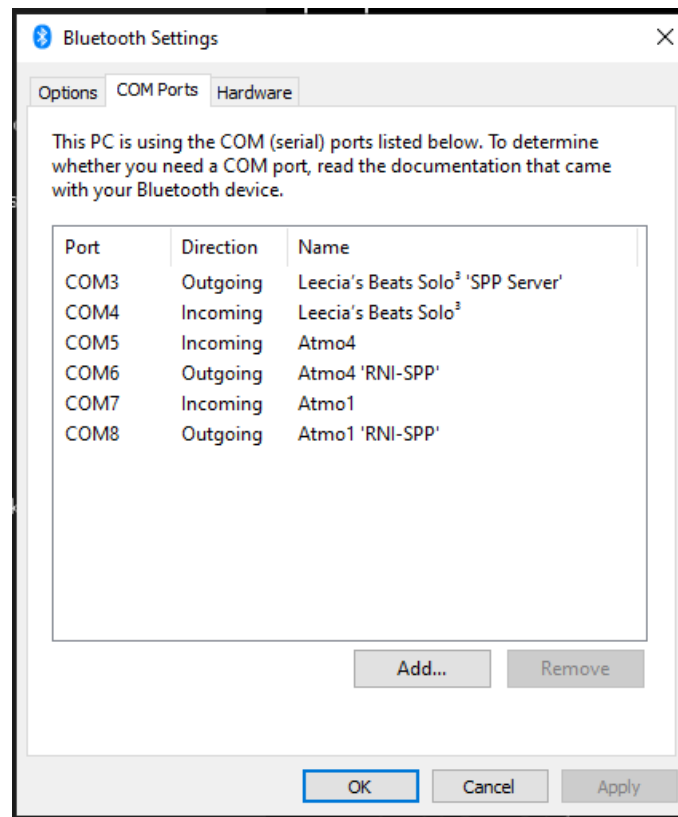 Bluetooth Settings
Options COM Ports Hardware
This PC is using the COM (serial) ports listed below. To determine
whether you need a COM port, read the documentation that came
with your Bluetooth device.
Port Direction Name
COM3 Outgoing Leecia's Beats Solo³ 'SPP Server'
COM4 Incoming Leecia's Beats Solo³
COM5 Incoming Atmo4
COM6 Outgoing Atmo4 'RNI-SPP'
COM7 Incoming Atmo1
COM8 Outgoing Atmo1 'RNI-SPP'
Add... Remove
OK Cancel Apply